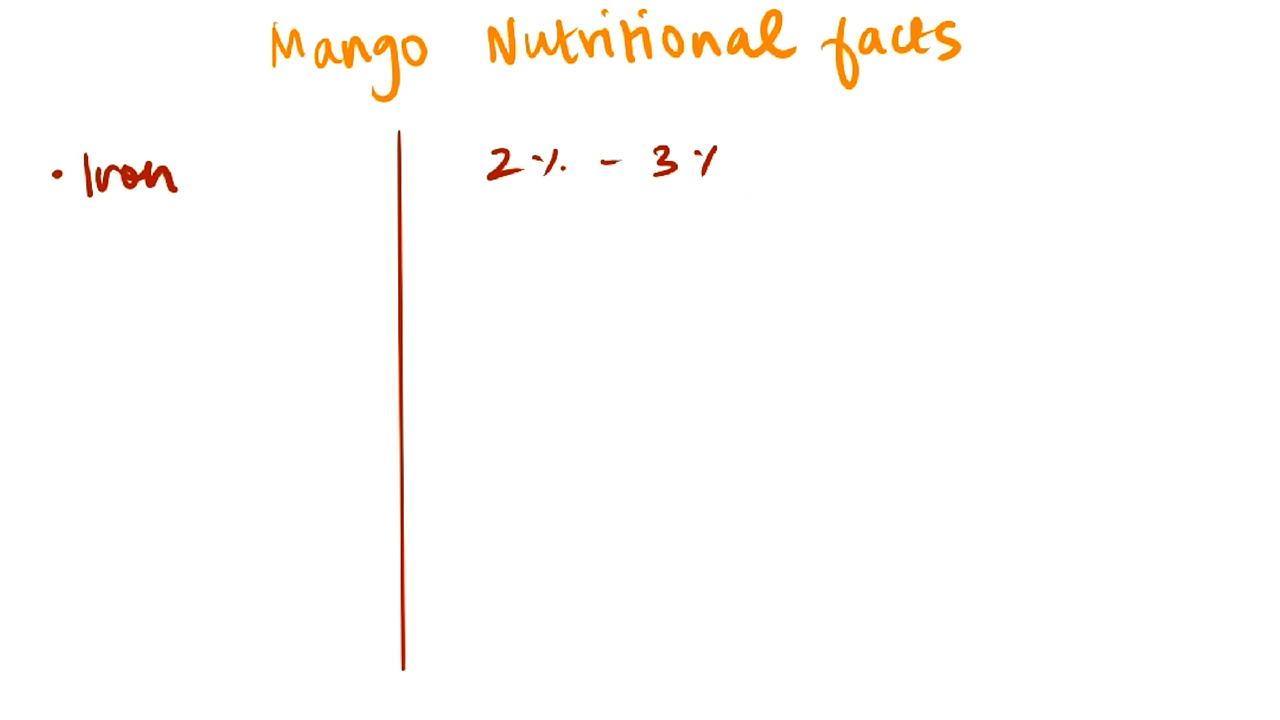 Mango Nutritional facts
• Iron 2% - 3%